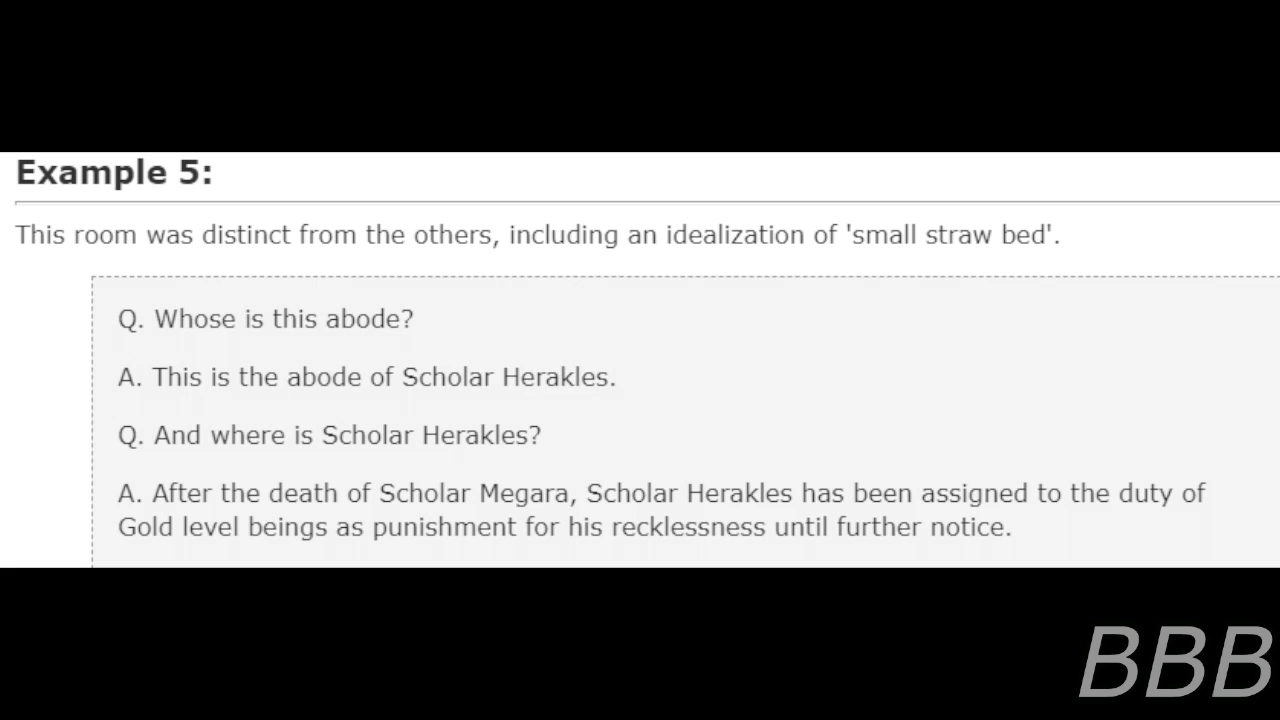 Example 5:
This room was distinct from the others, including an idealization of 'small straw bed'.
Q. Whose is this abode?
A. This is the abode of Scholar Herakles.
Q. And where is Scholar Herakles?
A. After the death of Scholar Megara, Scholar Herakles has been assigned to the duty of
Gold level beings as punishment for his recklessness until further notice.
BBB